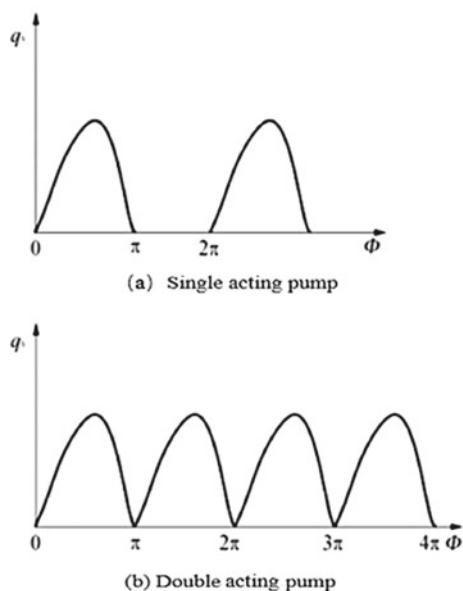 q
0 π 2π Φ
(a) Single acting pump
q
0 π 2π 3π 4π Φ
(b) Double acting pump